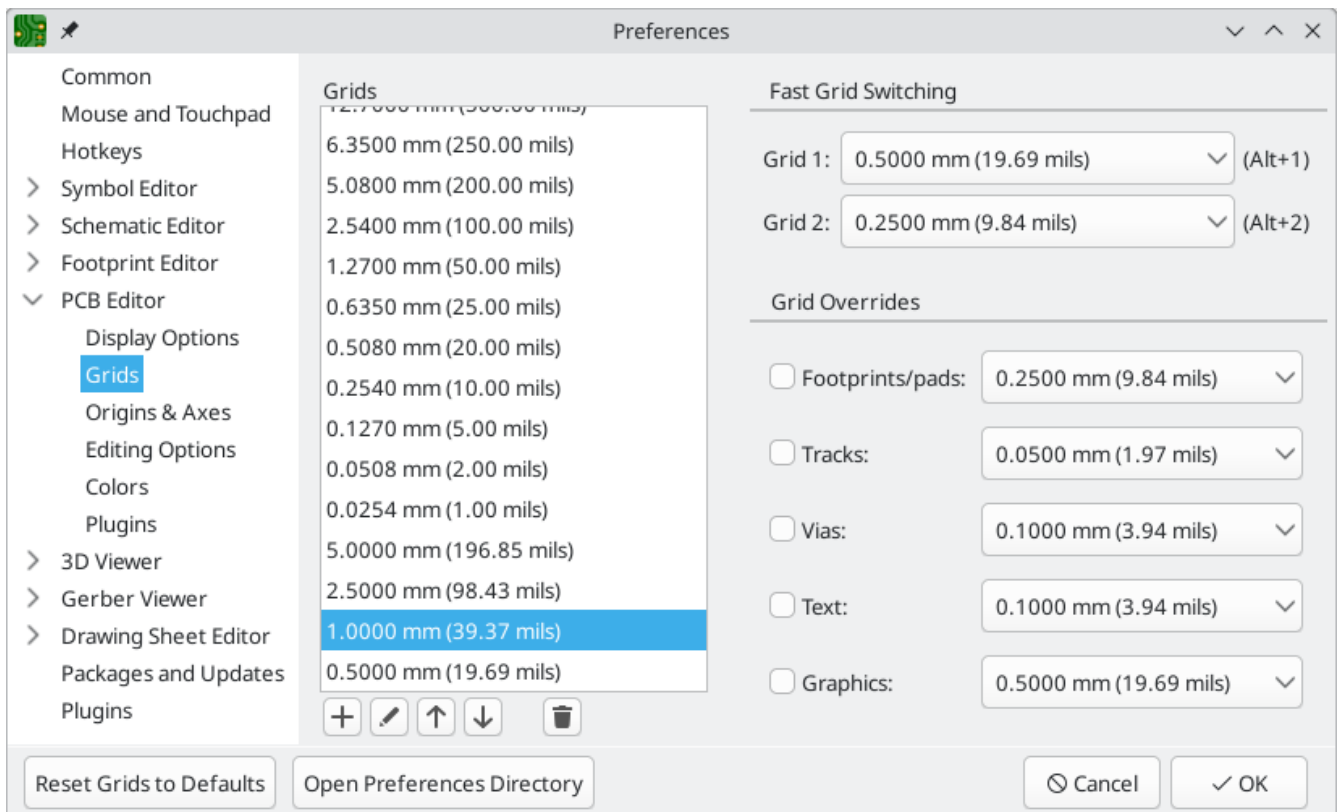 Preferences
Common
Mouse and Touchpad
Hotkeys
Symbol Editor
Schematic Editor
Footprint Editor
PCB Editor
Display Options
Grids
Origins & Axes
Editing Options
Colors
Plugins
3D Viewer
Gerber Viewer
Drawing Sheet Editor
Packages and Updates
Plugins
Grids
6.3500 mm (250.00 mils)
5.0800 mm (200.00 mils)
2.5400 mm (100.00 mils)
1.2700 mm (50.00 mils)
0.6350 mm (25.00 mils)
0.5080 mm (20.00 mils)
0.2540 mm (10.00 mils)
0.1270 mm (5.00 mils)
0.0508 mm (2.00 mils)
0.0254 mm (1.00 mils)
5.0000 mm (196.85 mils)
2.5000 mm (98.43 mils)
1.0000 mm (39.37 mils)
0.5000 mm (19.69 mils)
Fast Grid Switching
Grid 1: 0.5000 mm (19.69 mils) (Alt+1)
Grid 2: 0.2500 mm (9.84 mils) (Alt+2)
Grid Overrides
Footprints/pads: 0.2500 mm (9.84 mils)
Tracks: 0.0500 mm (1.97 mils)
Vias: 0.1000 mm (3.94 mils)
Text: 0.1000 mm (3.94 mils)
Graphics: 0.5000 mm (19.69 mils)
Reset Grids to Defaults
Open Preferences Directory
Cancel
OK